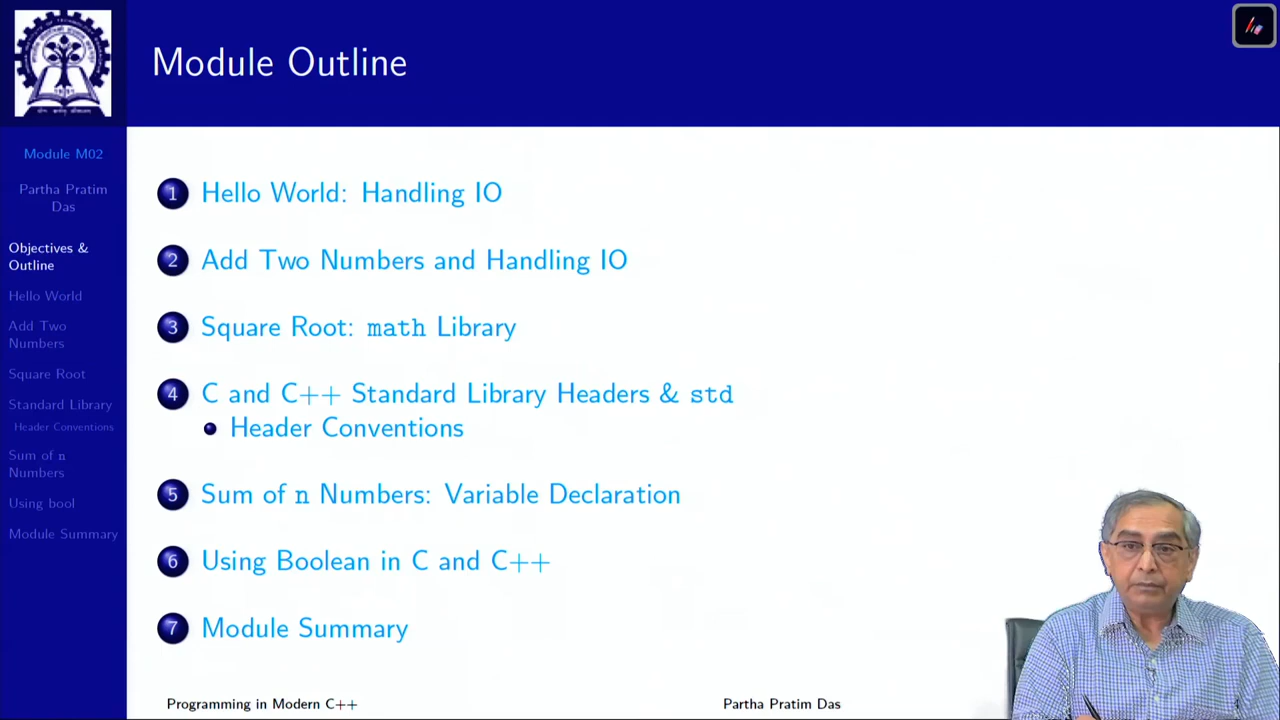 Module Outline
Module M02
Partha Pratim
Das
Objectives &
Outline
Hello World
Add Two
Numbers
Square Root
Standard Library
Header Conventions
Sum of n
Numbers
Using bool
Module Summary
1 Hello World: Handling IO
2 Add Two Numbers and Handling IO
3 Square Root: math Library
4 C and C++ Standard Library Headers & std
Header Conventions
5 Sum of n Numbers: Variable Declaration
6 Using Boolean in C and C++
7 Module Summary
Programming in Modern C++
Partha Pratim Das